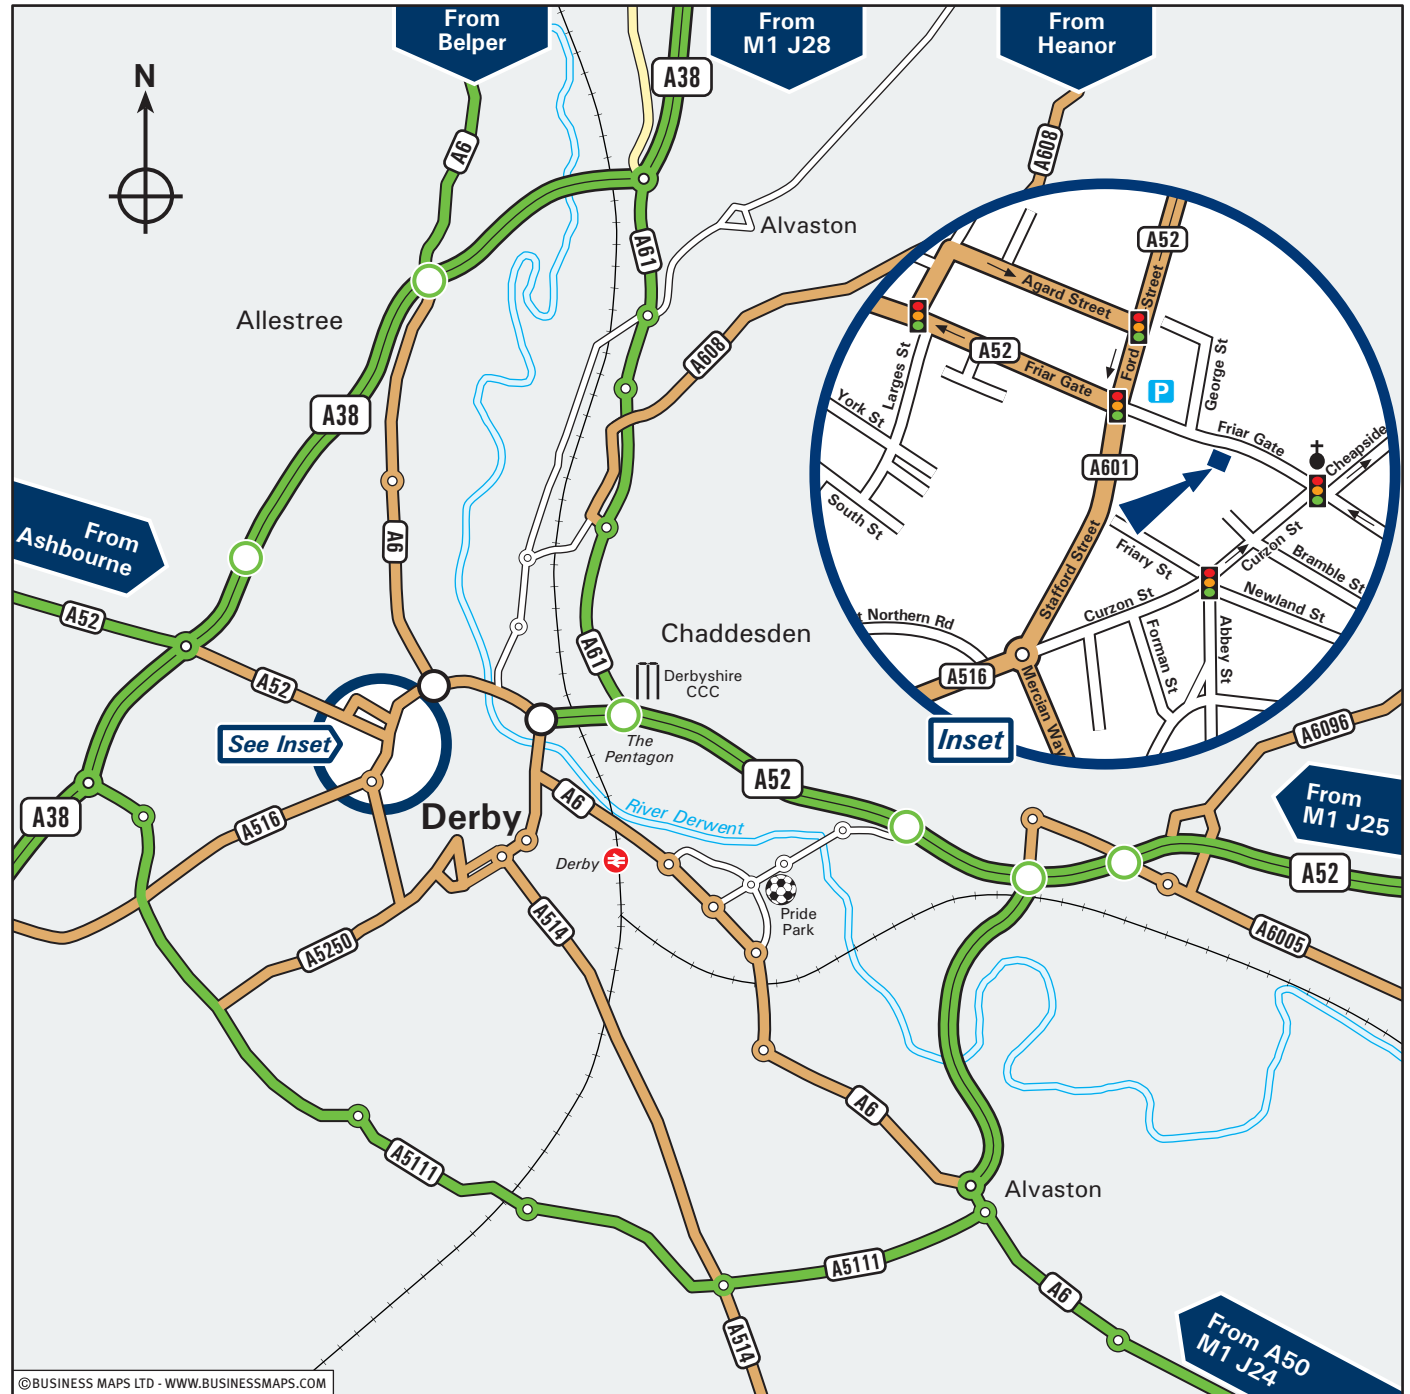 From
Belper
From
M1 J28
From
Heanor
N
A38
A6
A608
A61
Alvaston
Allestree
A608
A38
A6
From
Ashbourne
A52
A52
A61
Chaddesden
Derbyshire
CCC
The
Pentagon
See Inset
A38
A516
Derby
A6
River Derwent
A52
Derby
Pride
Park
A514
A5250
A6096
From
M1 J25
A52
A6005
A6
A5111
Alvaston
A5111
A6
A514
From A50
M1 J24
A52
Agard Street
Ford Street
A52
Friar Gate
Larges St
George St
York St
South St
A601
Friar Gate
Cheapside
Stafford Street
Friary St
Curzon St
Bramble St
Newland St
Curzon St
Forman St
Abbey St
t Northern Rd
A516
Mercian Way
Inset
©BUSINESS MAPS LTD - WWW.BUSINESSMAPS.COM
P